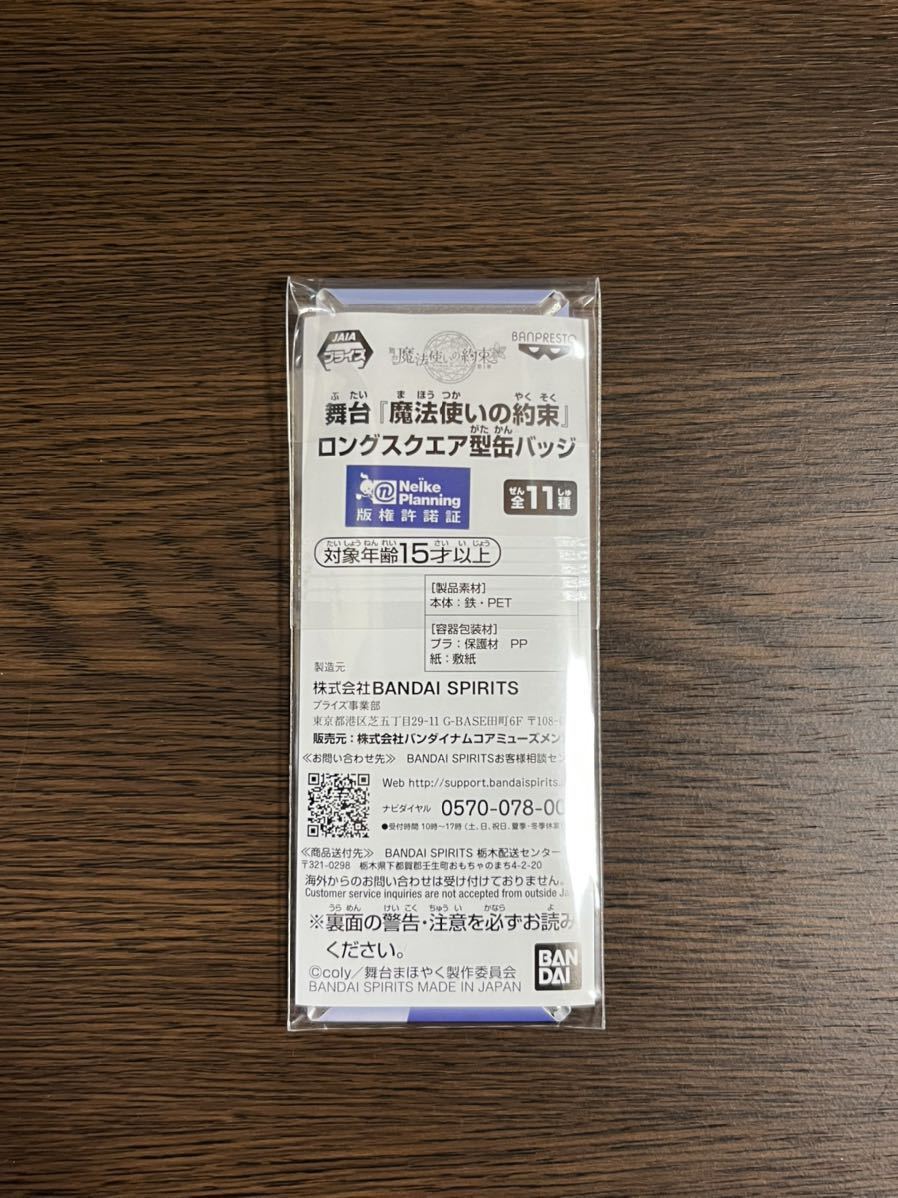 JAIA
プライズ
魔法使いの約束
BANPRESTO
ぶたい まほうつか やくそく
舞台『魔法使いの約束』
がたかん
ロングスクエア型缶バッジ
Neike
Planning
版権許諾証
ぜん しゅ
全11種
たいしょうねんれい さいいじょう
対象年齢15才以上
[製品素材]
本体：鉄・PET
[容器包装材]
プラ：保護材 PP
紙：敷紙
製造元
株式会社BANDAI SPIRITS
プライズ事業部
東京都港区芝五丁目29-11 G-BASE田町6F 〒108-
販売元：株式会社バンダイナムコアミューズメン
≪お問い合わせ先≫ BANDAI SPIRITSお客様相談セン
Web http://support.bandaispirits.
ナビダイヤル 0570-078-00
●受付時間 10時～17時（土、日、祝日、夏季・冬季休業
≪商品送付先≫ BANDAI SPIRITS 栃木配送センター
〒321-0298 栃木県下都賀郡壬生町おもちゃのまち4-2-20
海外からのお問い合わせは受け付けておりません。
Customer service inquiries are not accepted from outside Ja
うらめん けいこく ちゅうい かなら よ
※裏面の警告・注意を必ずお読み
ください。
©coly／舞台まほやく製作委員会
BANDAI SPIRITS MADE IN JAPAN
BAN
DAI